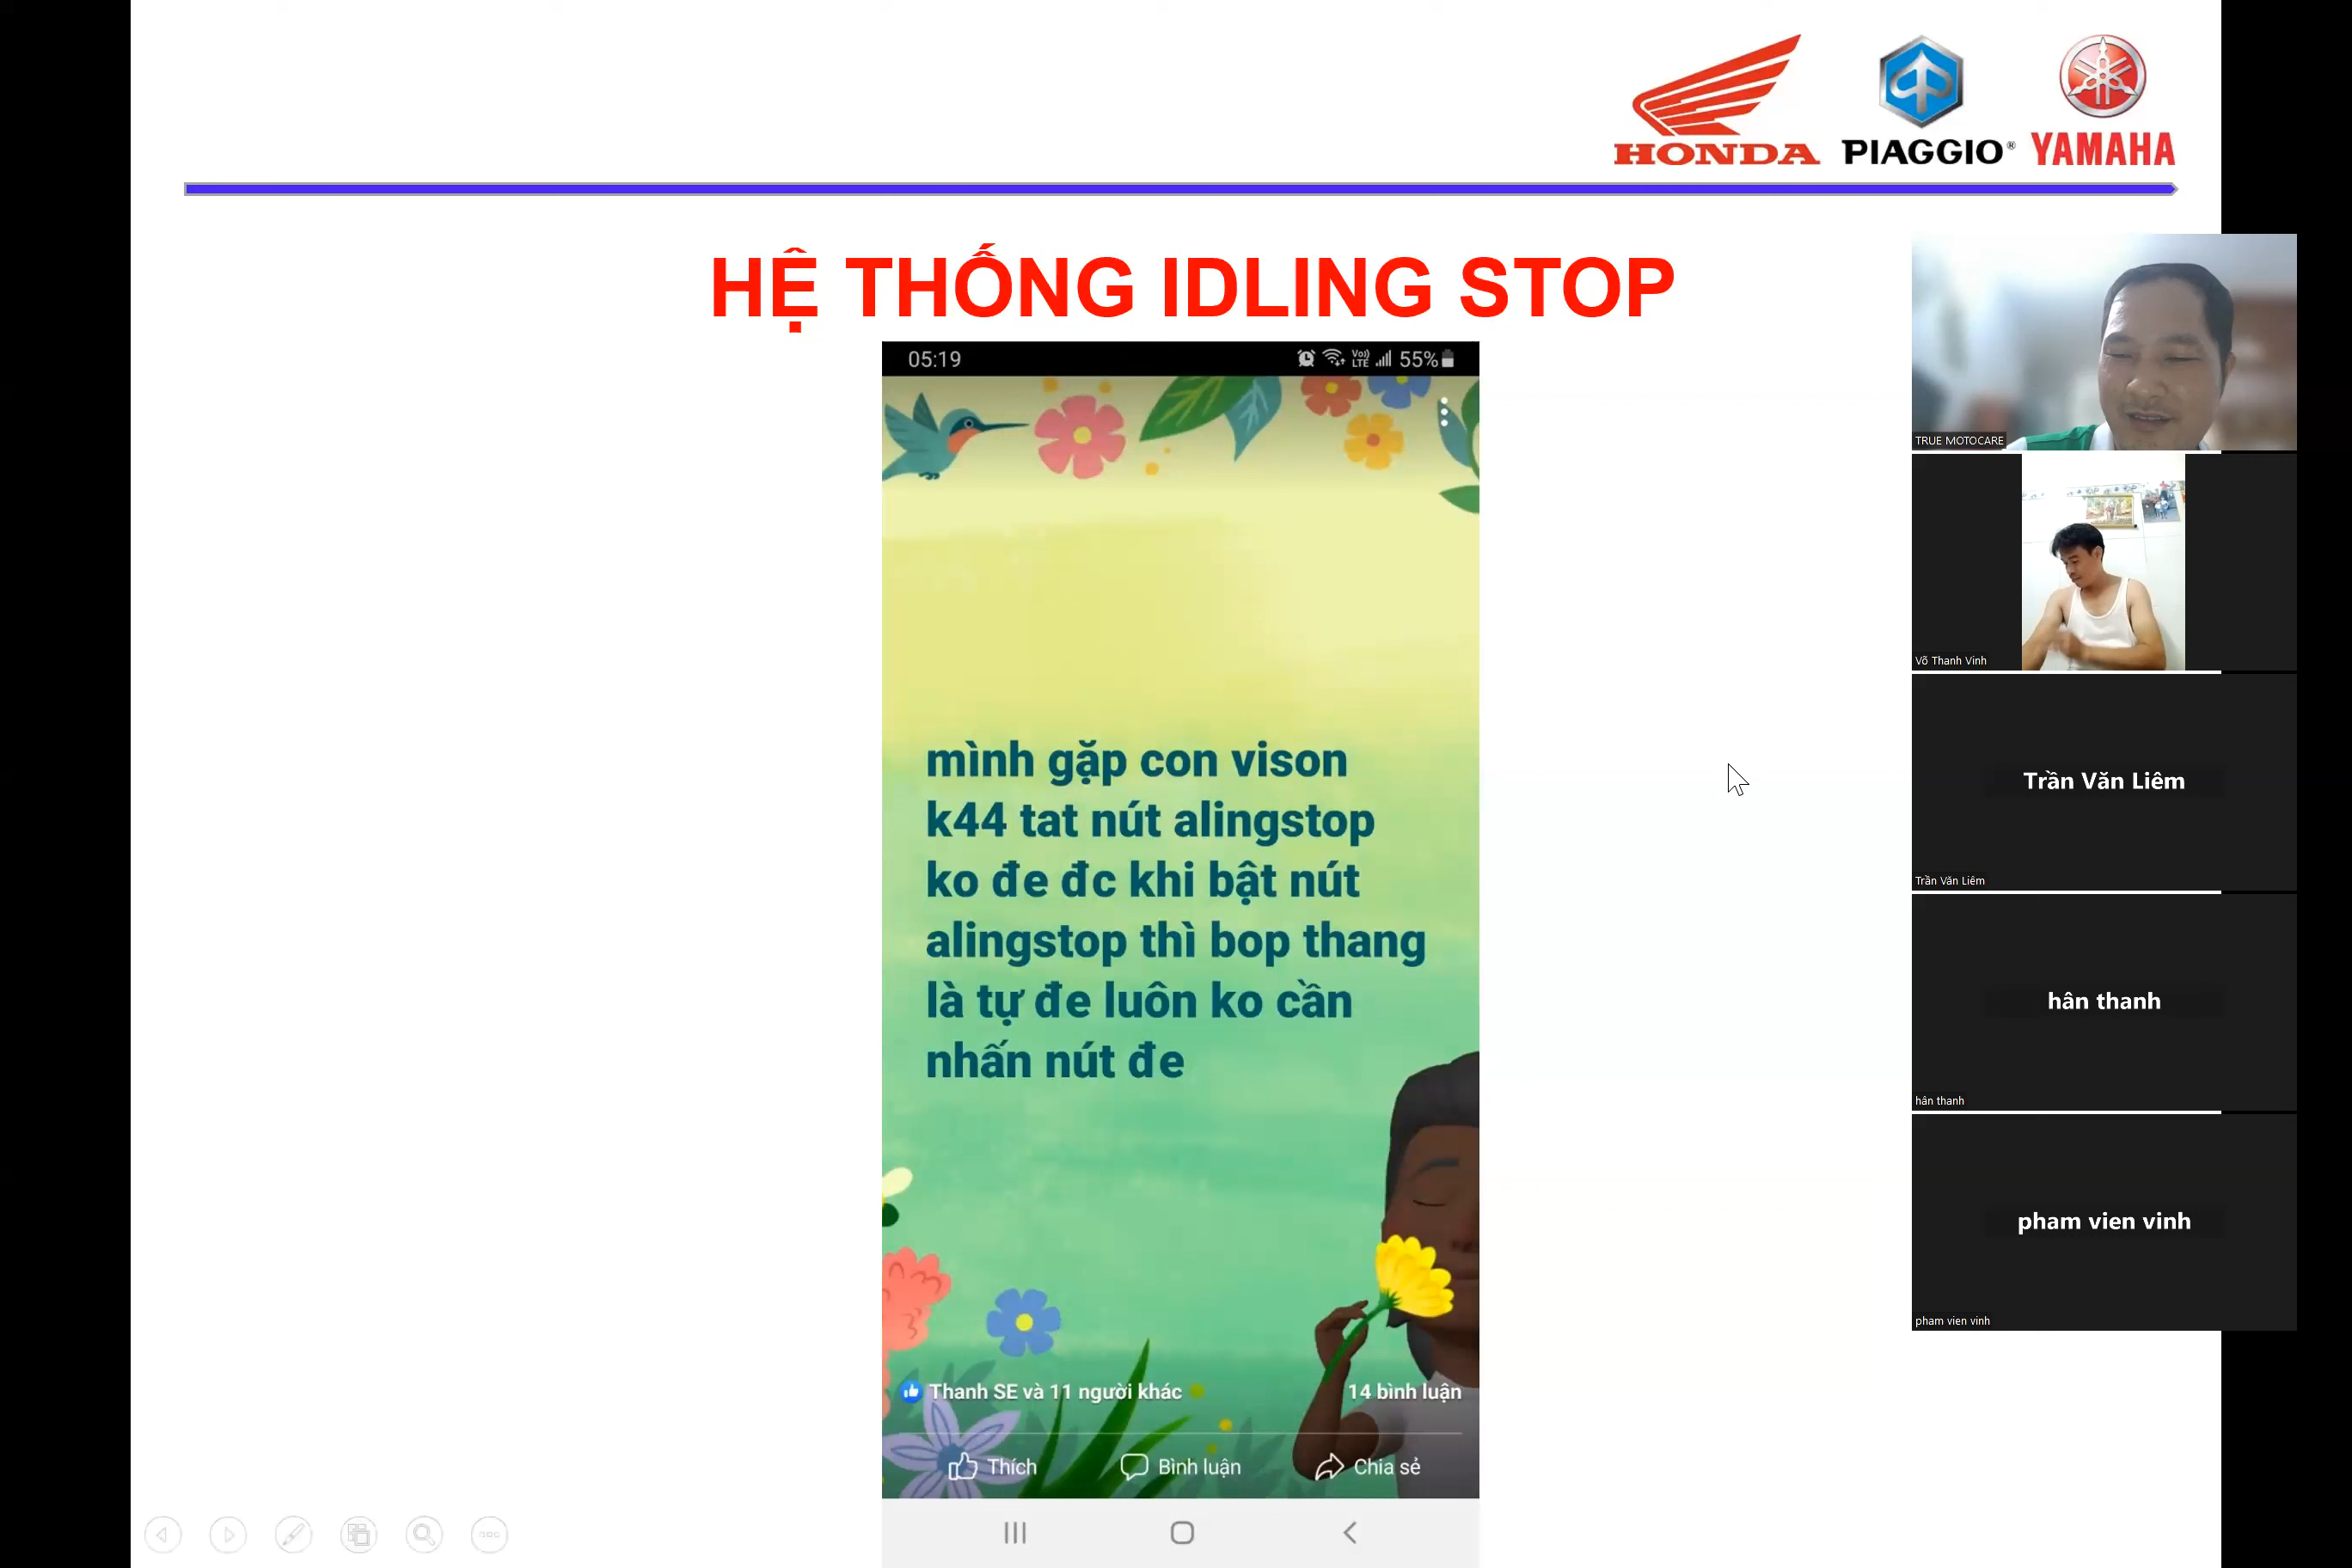 HONDA
PIAGGIO®
YAMAHA
HỆ THỐNG IDLING STOP
05:19
Vo)) LTE
55%
mình gặp con vison
k44 tat nút alingstop
ko đe đc khi bật nút
alingstop thì bop thang
là tự đe luôn ko cần
nhấn nút đe
Thanh SE và 11 người khác
14 bình luận
Thích
Bình luận
Chia sẻ
TRUE MOTOCARE
Võ Thanh Vinh
Trần Văn Liêm
Trần Văn Liêm
hân thanh
hân thanh
pham vien vinh
pham vien vinh